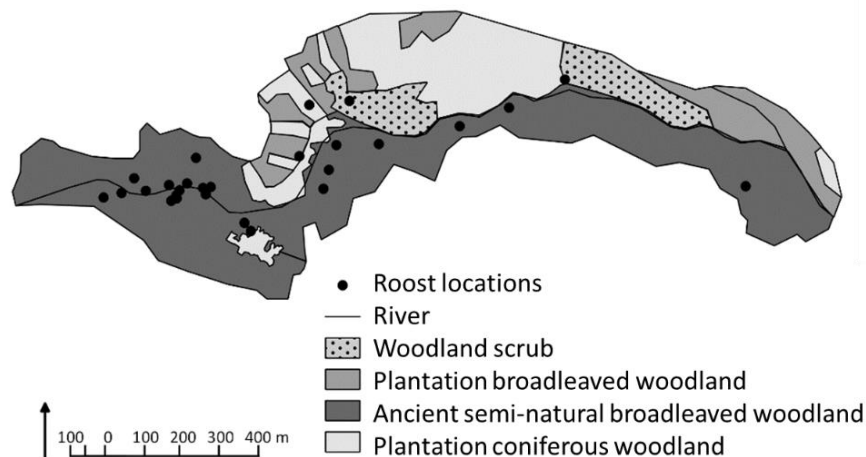 Roost locations
River
Woodland scrub
Plantation broadleaved woodland
Ancient semi-natural broadleaved woodland
Plantation coniferous woodland
100 0 100 200 300 400 m